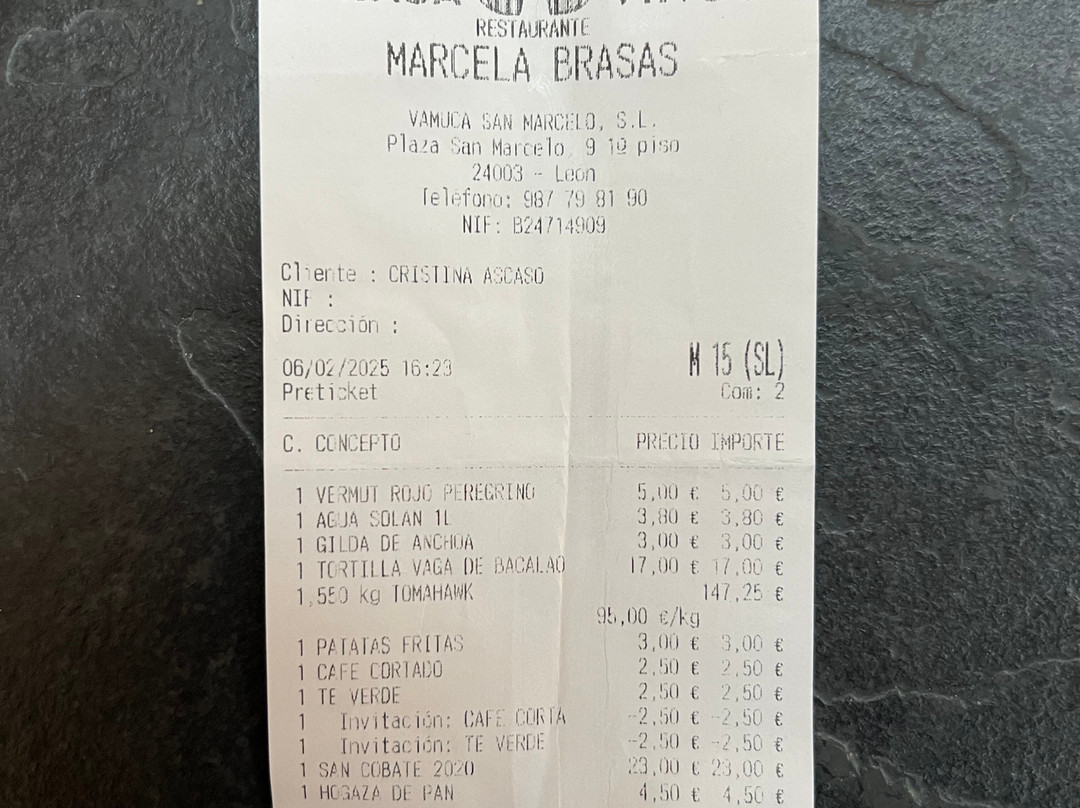 RESTAURANTE
MARCELA BRASAS
VAMUCA SAN MARCELO, S.L.
Plaza San Marcelo, 9 1º piso
24003 - León
Teléfono: 987 79 81 90
NIF: B24714909
Cliente : CRISTINA ASCASO
NIF :
Dirección :
06/02/2025 16:23 M 15 (SL)
Preticket Com: 2
C. CONCEPTO PRECIO IMPORTE
1 VERMUT ROJO PEREGRINO 5,00 € 5,00 €
1 AGUA SOLAN 1L 3,80 € 3,80 €
1 GILDA DE ANCHOA 3,00 € 3,00 €
1 TORTILLA VAGA DE BACALAO 17,00 € 17,00 €
1,550 kg TOMAHAWK 147,25 €
95,00 €/kg
1 PATATAS FRITAS 3,00 € 3,00 €
1 CAFE CORTADO 2,50 € 2,50 €
1 TE VERDE 2,50 € 2,50 €
1 Invitación: CAFE CORTA -2,50 € -2,50 €
1 Invitación: TE VERDE -2,50 € -2,50 €
1 SAN COBATE 2020 23,00 € 23,00 €
1 HOGAZA DE PAN 4,50 € 4,50 €